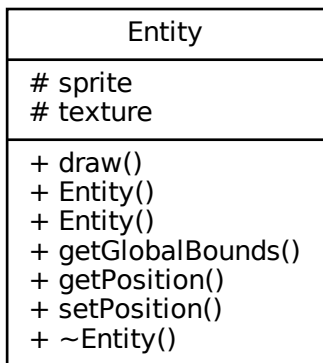 Entity
# sprite
# texture
+ draw()
+ Entity()
+ Entity()
+ getGlobalBounds()
+ getPosition()
+ setPosition()
+ ~Entity()